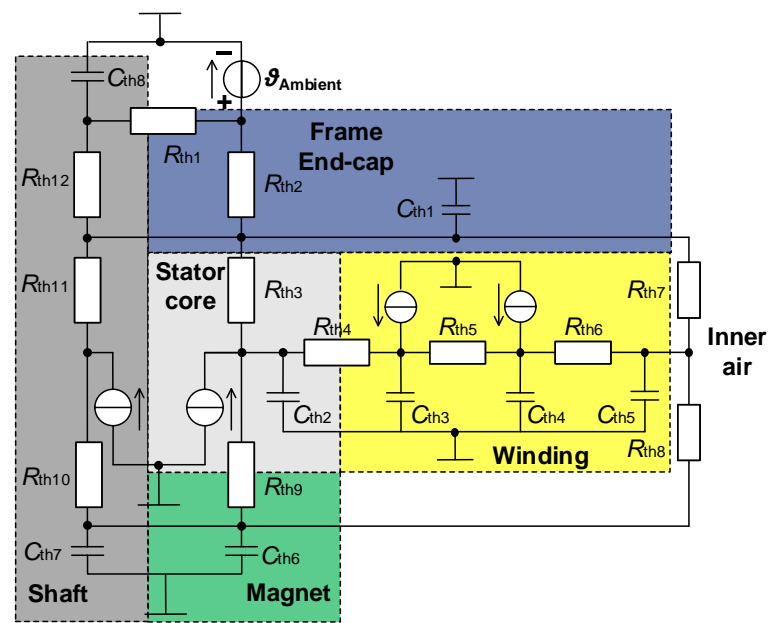 −
Cth8
ϑAmbient
+
Frame
End-cap
Rth1
Rth12
Rth2
Cth1
Stator
core
Rth11
Rth3
Rth7
Rth4
Rth5
Rth6
Inner
air
Cth2
Cth3
Cth4
Cth5
Rth8
Winding
Rth10
Rth9
Cth7
Cth6
Shaft
Magnet